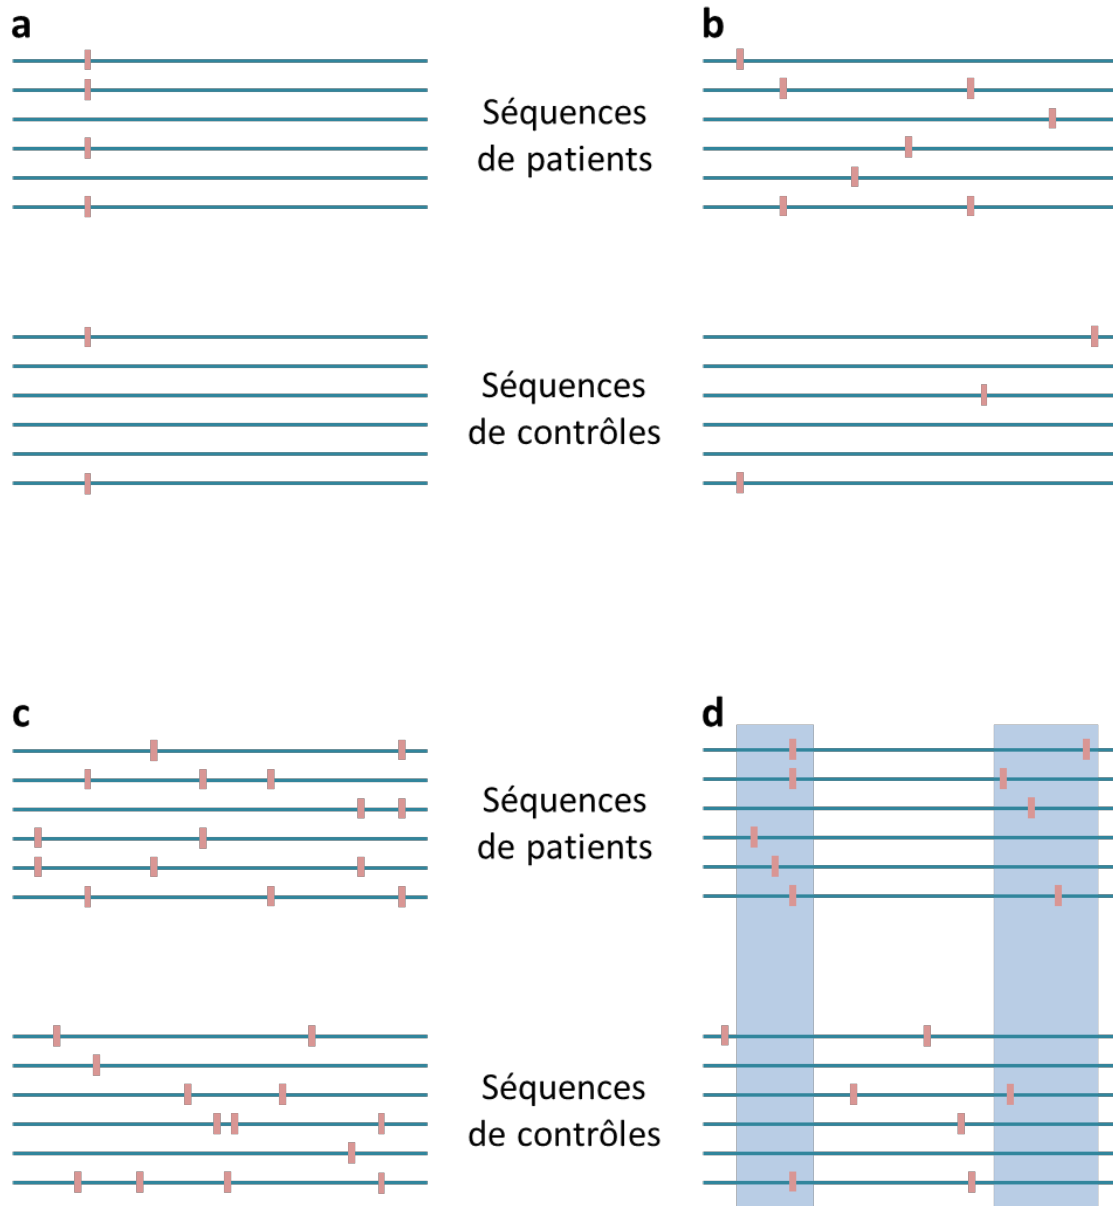 a
b
Séquences
de patients
Séquences
de contrôles
c
d
Séquences
de patients
Séquences
de contrôles